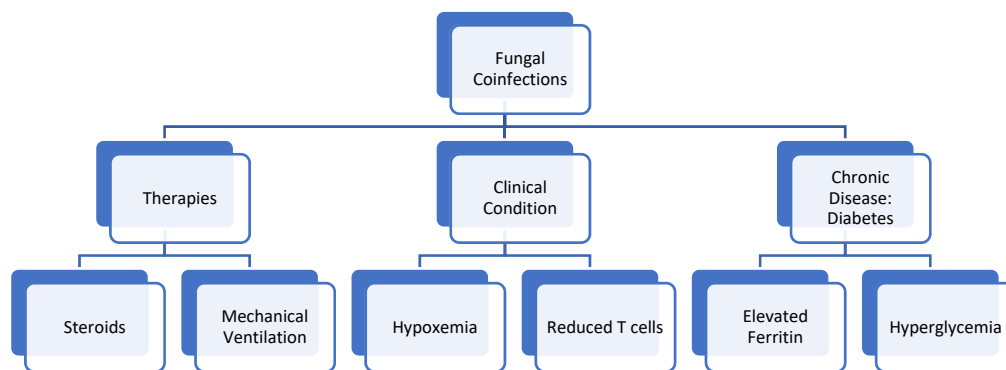 Fungal
Coinfections
Therapies
Clinical
Condition
Chronic
Disease:
Diabetes
Steroids
Mechanical
Ventilation
Hypoxemia
Reduced T cells
Elevated
Ferritin
Hyperglycemia